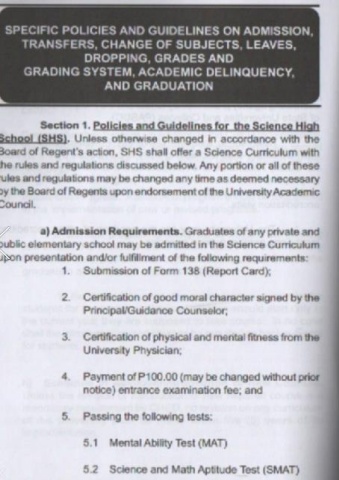 SPECIFIC POLICIES AND GUIDELINES ON ADMISSION,
TRANSFERS, CHANGE OF SUBJECTS, LEAVES,
DROPPING, GRADES AND
GRADING SYSTEM, ACADEMIC DELINQUENCY,
AND GRADUATION
Section 1. Policies and Guidelines for the Science High
School (SHS). Unless otherwise changed in accordance with the
Board of Regent's action, SHS shall offer a Science Curriculum with
the rules and regulations discussed below. Any portion or all of these
rules and regulations may be changed any time as deemed necessary
by the Board of Regents upon endorsement of the University Academic
Council.
a) Admission Requirements. Graduates of any private and
public elementary school may be admitted in the Science Curriculum
upon presentation and/or fulfillment of the following requirements:
1. Submission of Form 138 (Report Card);
2. Certification of good moral character signed by the
Principal/Guidance Counselor;
3. Certification of physical and mental fitness from the
University Physician;
4. Payment of P100.00 (may be changed without prior
notice) entrance examination fee; and
5. Passing the following tests:
5.1 Mental Ability Test (MAT)
5.2 Science and Math Aptitude Test (SMAT)